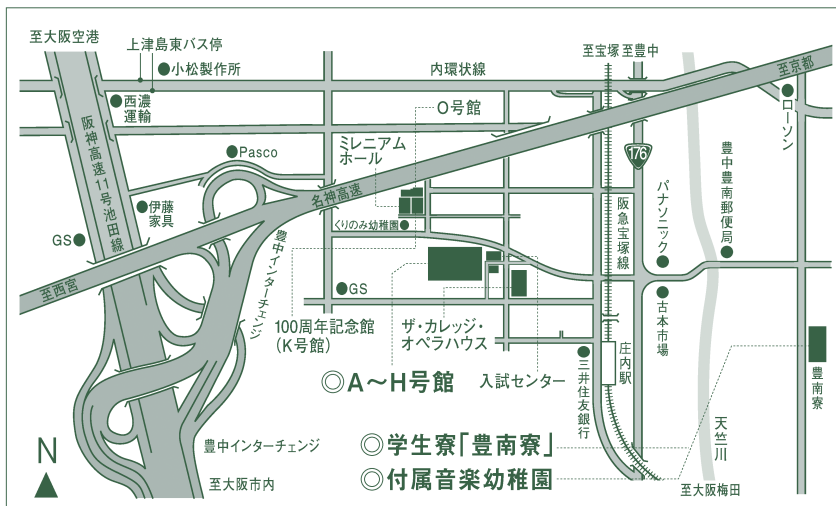 至大阪空港
上津島東バス停
小松製作所
西濃
運輸
内環状線
至宝塚
至豊中
至京都
ローソン
O号館
ミレニアム
ホール
阪神高速11号池田線
Pasco
名神高速
176
伊藤
家具
GS
くりのみ幼稚園
阪急宝塚線
パナソニック
豊中豊南郵便局
至西宮
豊中インターチェンジ
GS
100周年記念館
(K号館)
ザ・カレッジ・
オペラハウス
古本市場
庄内駅
◎A～H号館
入試センター
三井住友銀行
豊南寮
天竺川
◎学生寮「豊南寮」
◎付属音楽幼稚園
豊中インターチェンジ
至大阪市内
至大阪梅田
N